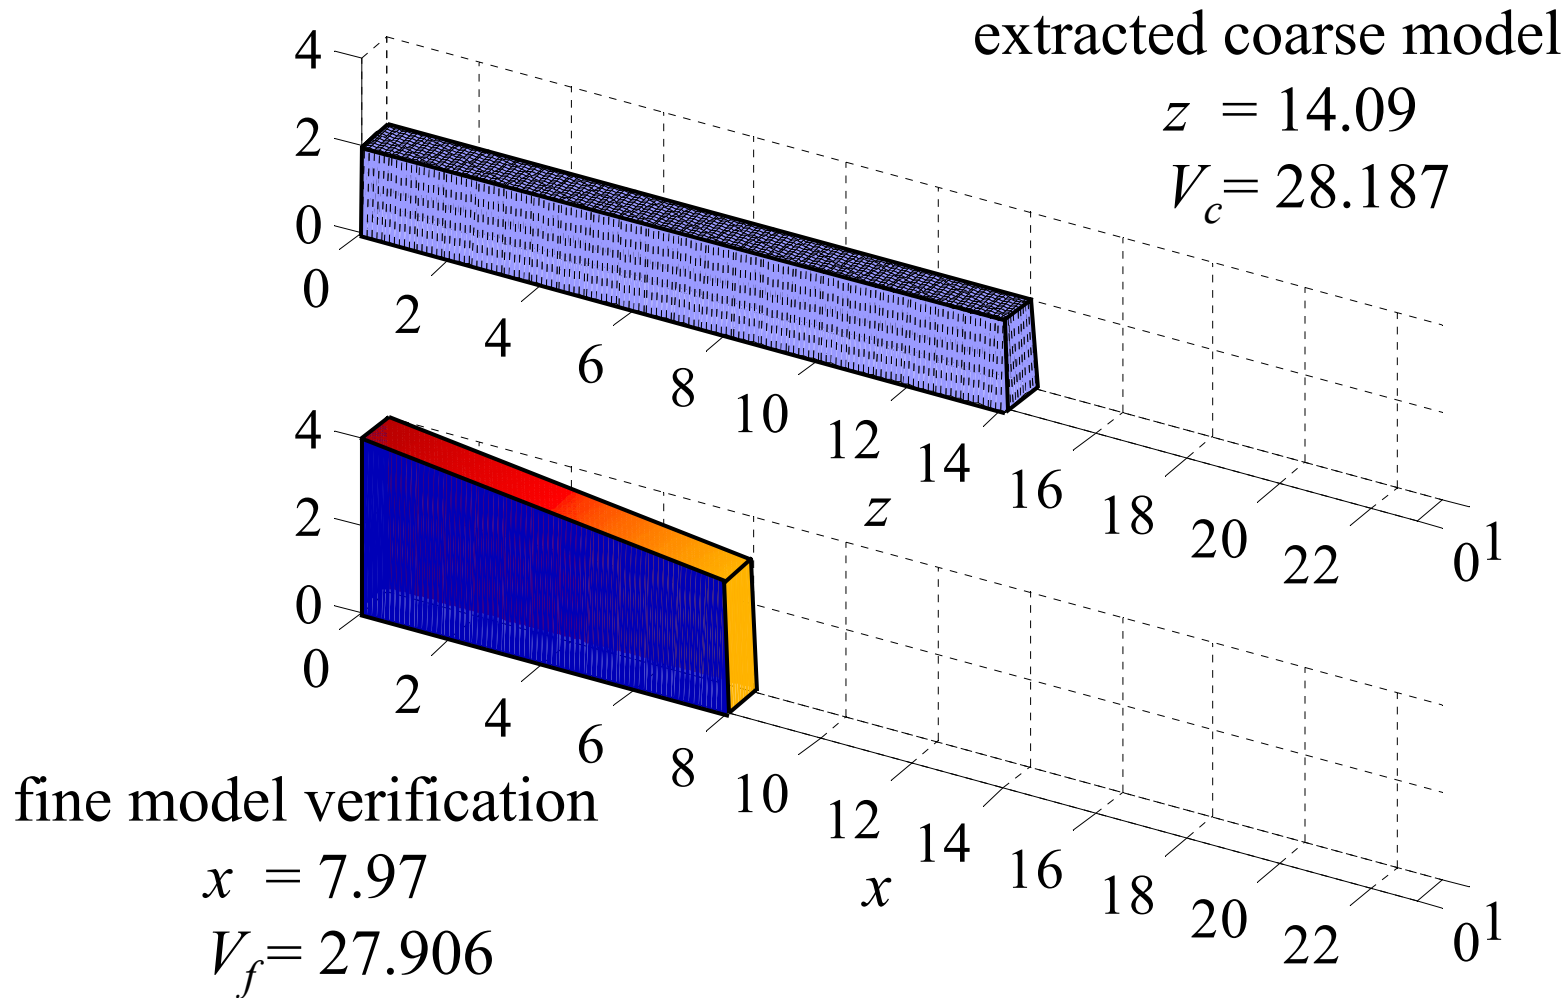 extracted coarse model
z = 14.09
V_c = 28.187
4
2
0
0 2 4 6 8 10 12 14 16 18 20 22 0 1
z
4
2
0
0 2 4 6 8 10 12 14 16 18 20 22 0 1
x
fine model verification
x = 7.97
V_f = 27.906